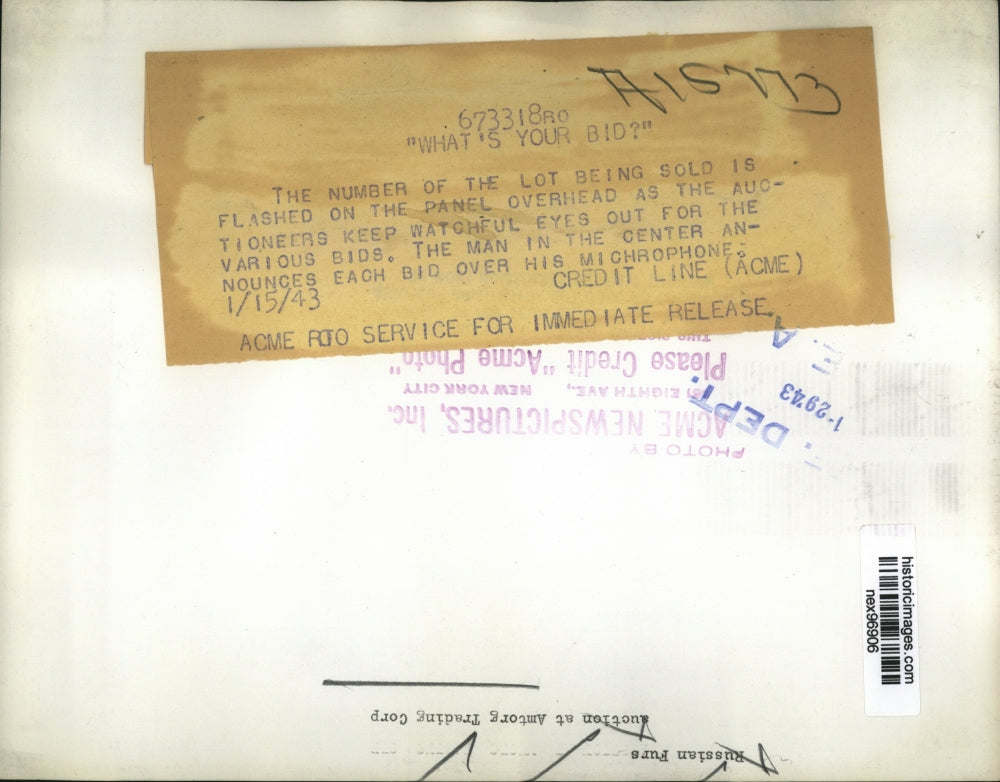 673318RO
"WHAT'S YOUR BID?"
THE NUMBER OF THE LOT BEING SOLD IS
FLASHED ON THE PANEL OVERHEAD AS THE AUC-
TIONEERS KEEP WATCHFUL EYES OUT FOR THE
VARIOUS BIDS. THE MAN IN THE CENTER AN-
NOUNCES EACH BID OVER HIS MICHROPHONE.
CREDIT LINE (ACME)
1/15/43
ACME ROTO SERVICE FOR IMMEDIATE RELEASE
PHOTO BY
ACME NEWSPICTURES, Inc.
EIGHTH AVE., NEW YORK CITY
Please Credit "Acme Photo"
E. A. DEPT.
1-29 43
historicimages.com
nex96906
Russian Furs
Auction at Amtorg Trading Corp